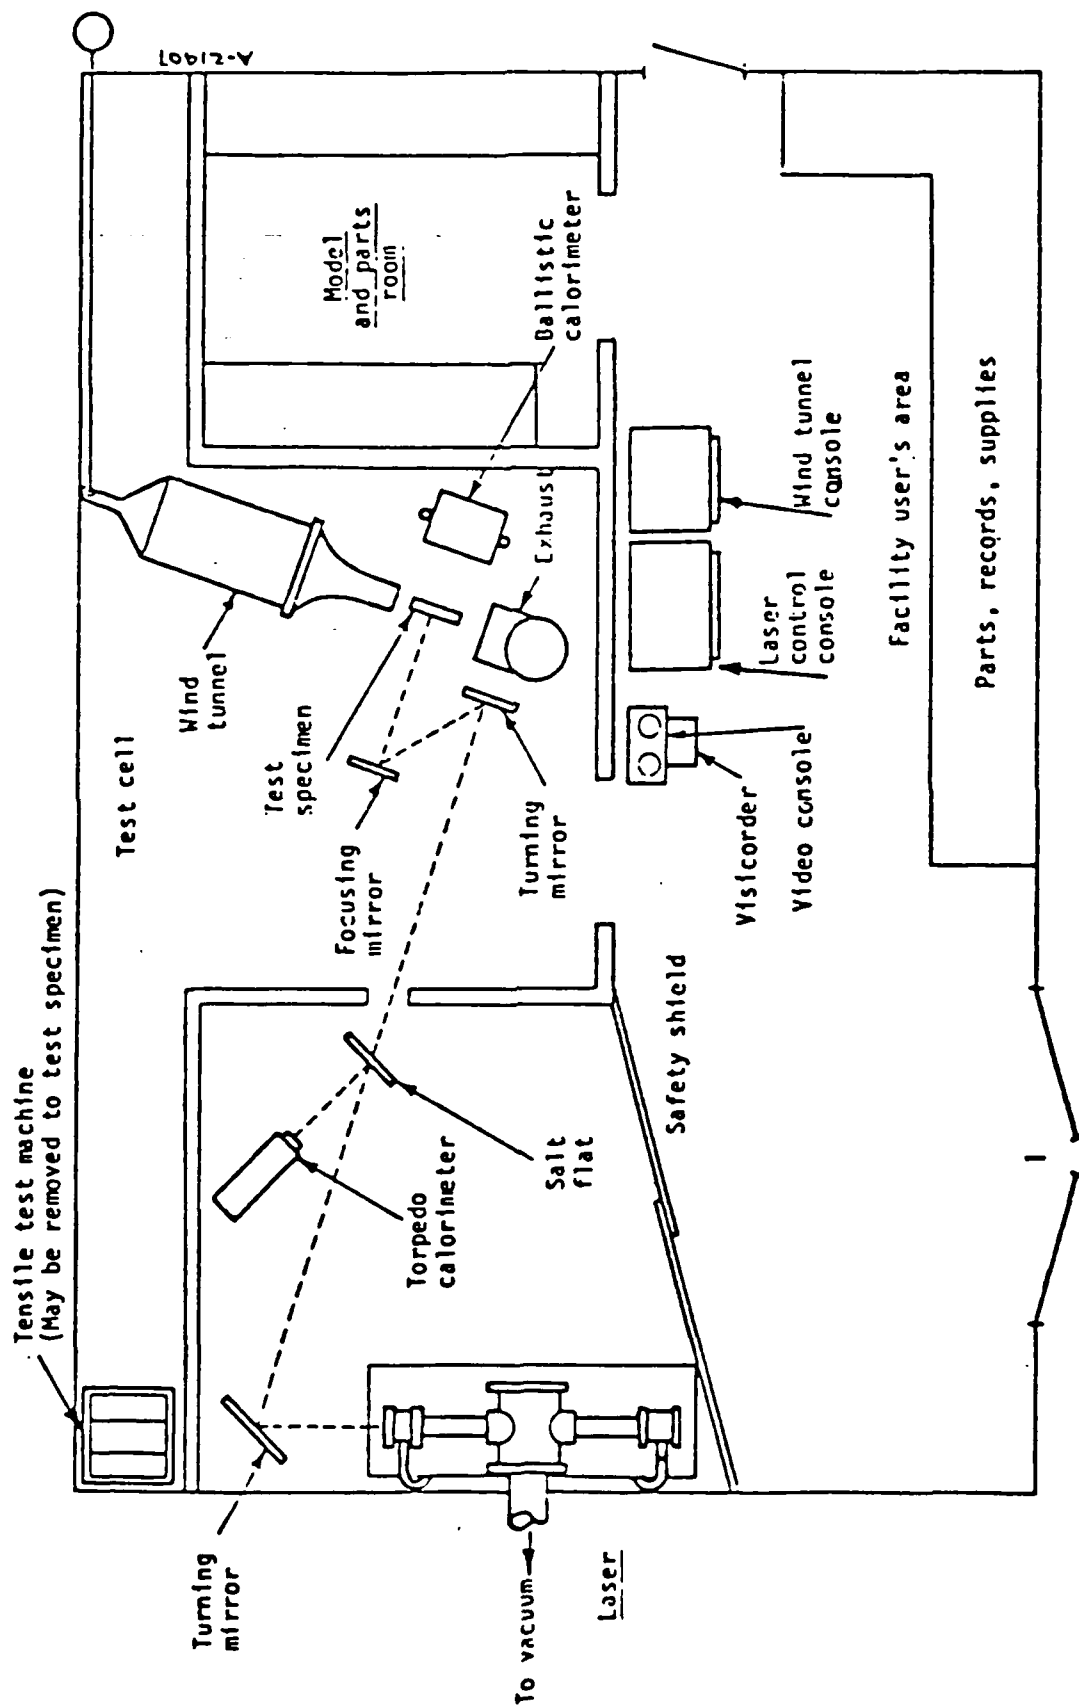 Tensile test machine
(May be removed to test specimen)
Test cell
A-21407
Wind
tunnel
Model
and parts
room
Test
specimen
Ballistic
calorimeter
Exhaust
Focusing
mirror
Turning
mirror
Turning
mirror
Torpedo
calorimeter
Salt
flat
Safety shield
To vacuum
Laser
Visicorder
Video console
Laser
control
console
Wind tunnel
console
Facility user's area
Parts, records, supplies